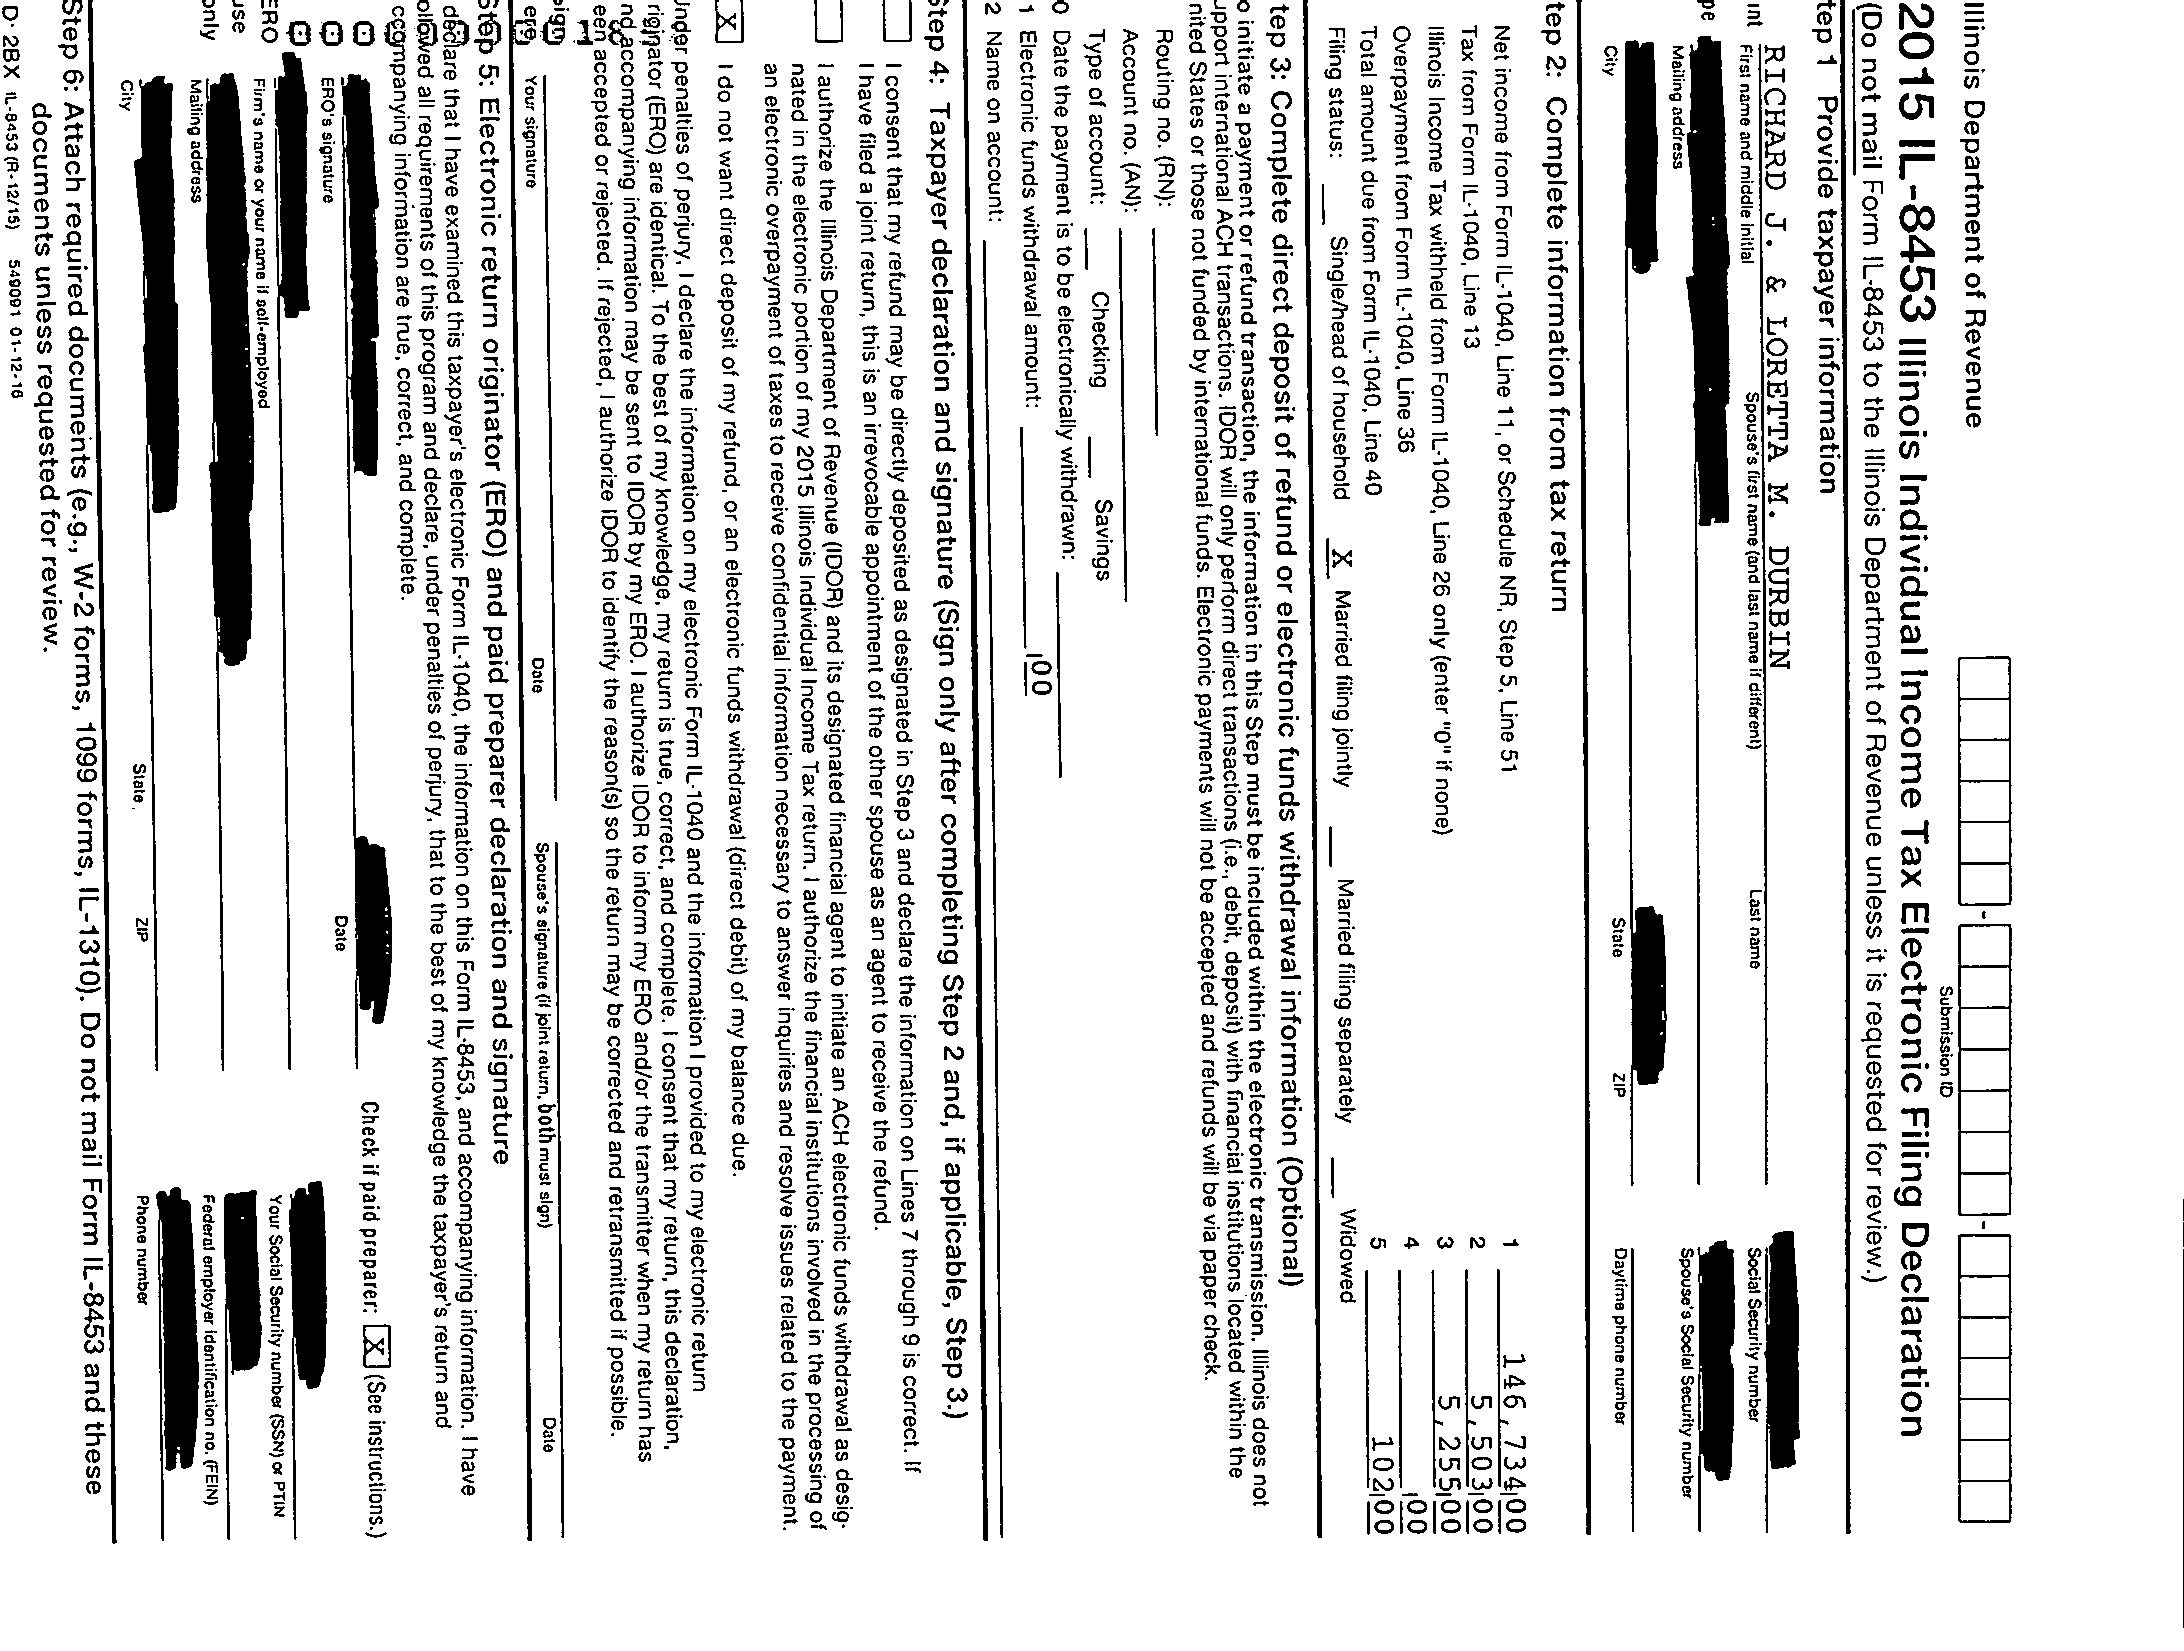 Illinois Department of Revenue
- -
Submission ID
2015 IL-8453 Illinois Individual Income Tax Electronic Filing Declaration
(Do not mail Form IL-8453 to the Illinois Department of Revenue unless it is requested for review.)
tep 1 Provide taxpayer information
RICHARD J. & LORETTA M. DURBIN
int First name and middle initial Spouse's first name (and last name if different) Last name Social Security number
pe
Mailing address Spouse's Social Security number
City State ZIP Daytime phone number
tep 2: Complete information from tax return
Net income from Form IL-1040, Line 11, or Schedule NR, Step 5, Line 51 1 146,734 00
Tax from Form IL-1040, Line 13 2 5,503 00
Illinois Income Tax withheld from Form IL-1040, Line 26 only (enter "0" if none) 3 5,255 00
Overpayment from Form IL-1040, Line 36 4 00
Total amount due from Form IL-1040, Line 40 5 102 00
Filing status: Single/head of household X Married filing jointly Married filing separately Widowed
tep 3: Complete direct deposit of refund or electronic funds withdrawal information (Optional)
o initiate a payment or refund transaction, the information in this Step must be included within the electronic transmission. Illinois does not
upport international ACH transactions. IDOR will only perform direct transactions (i.e., debit, deposit) with financial institutions located within the
nited States or those not funded by international funds. Electronic payments will not be accepted and refunds will be via paper check.
Routing no. (RN):
Account no. (AN):
Type of account: Checking Savings
0 Date the payment is to be electronically withdrawn:
1 Electronic funds withdrawal amount: 00
2 Name on account:
Step 4: Taxpayer declaration and signature (Sign only after completing Step 2 and, if applicable, Step 3.)
I consent that my refund may be directly deposited as designated in Step 3 and declare the information on Lines 7 through 9 is correct. If
I have filed a joint return, this is an irrevocable appointment of the other spouse as an agent to receive the refund.
I authorize the Illinois Department of Revenue (IDOR) and its designated financial agent to initiate an ACH electronic funds withdrawal as desig-
nated in the electronic portion of my 2015 Illinois Individual Income Tax return. I authorize the financial institutions involved in the processing of
an electronic overpayment of taxes to receive confidential information necessary to answer inquiries and resolve issues related to the payment.
X I do not want direct deposit of my refund, or an electronic funds withdrawal (direct debit) of my balance due.
Under penalties of perjury, I declare the information on my electronic Form IL-1040 and the information I provided to my electronic return
riginator (ERO) are identical. To the best of my knowledge, my return is true, correct, and complete. I consent that my return, this declaration,
nd accompanying information may be sent to IDOR by my ERO. I authorize IDOR to inform my ERO and/or the transmitter when my return has
een accepted or rejected. If rejected, I authorize IDOR to identify the reason(s) so the return may be corrected and retransmitted if possible.
sign
ere
Your signature Date Spouse's signature (if joint return, both must sign) Date
Step 5: Electronic return originator (ERO) and paid preparer declaration and signature
declare that I have examined this taxpayer's electronic Form IL-1040, the information on this Form IL-8453, and accompanying information. I have
ollowed all requirements of this program and declare, under penalties of perjury, that to the best of my knowledge the taxpayer's return and
ccompanying information are true, correct, and complete.
Check if paid preparer: X (See instructions.)
ERO's signature Date
ERO
use
only
Firm's name or your name if self-employed Your Social Security number (SSN) or PTIN
Mailing address Federal employer identification no. (FEIN)
City State ZIP Phone number
Step 6: Attach required documents (e.g., W-2 forms, 1099 forms, IL-1310). Do not mail Form IL-8453 and these
documents unless requested for review.
D: 2BX IL-8453 (R-12/15) 549091 01-12-16